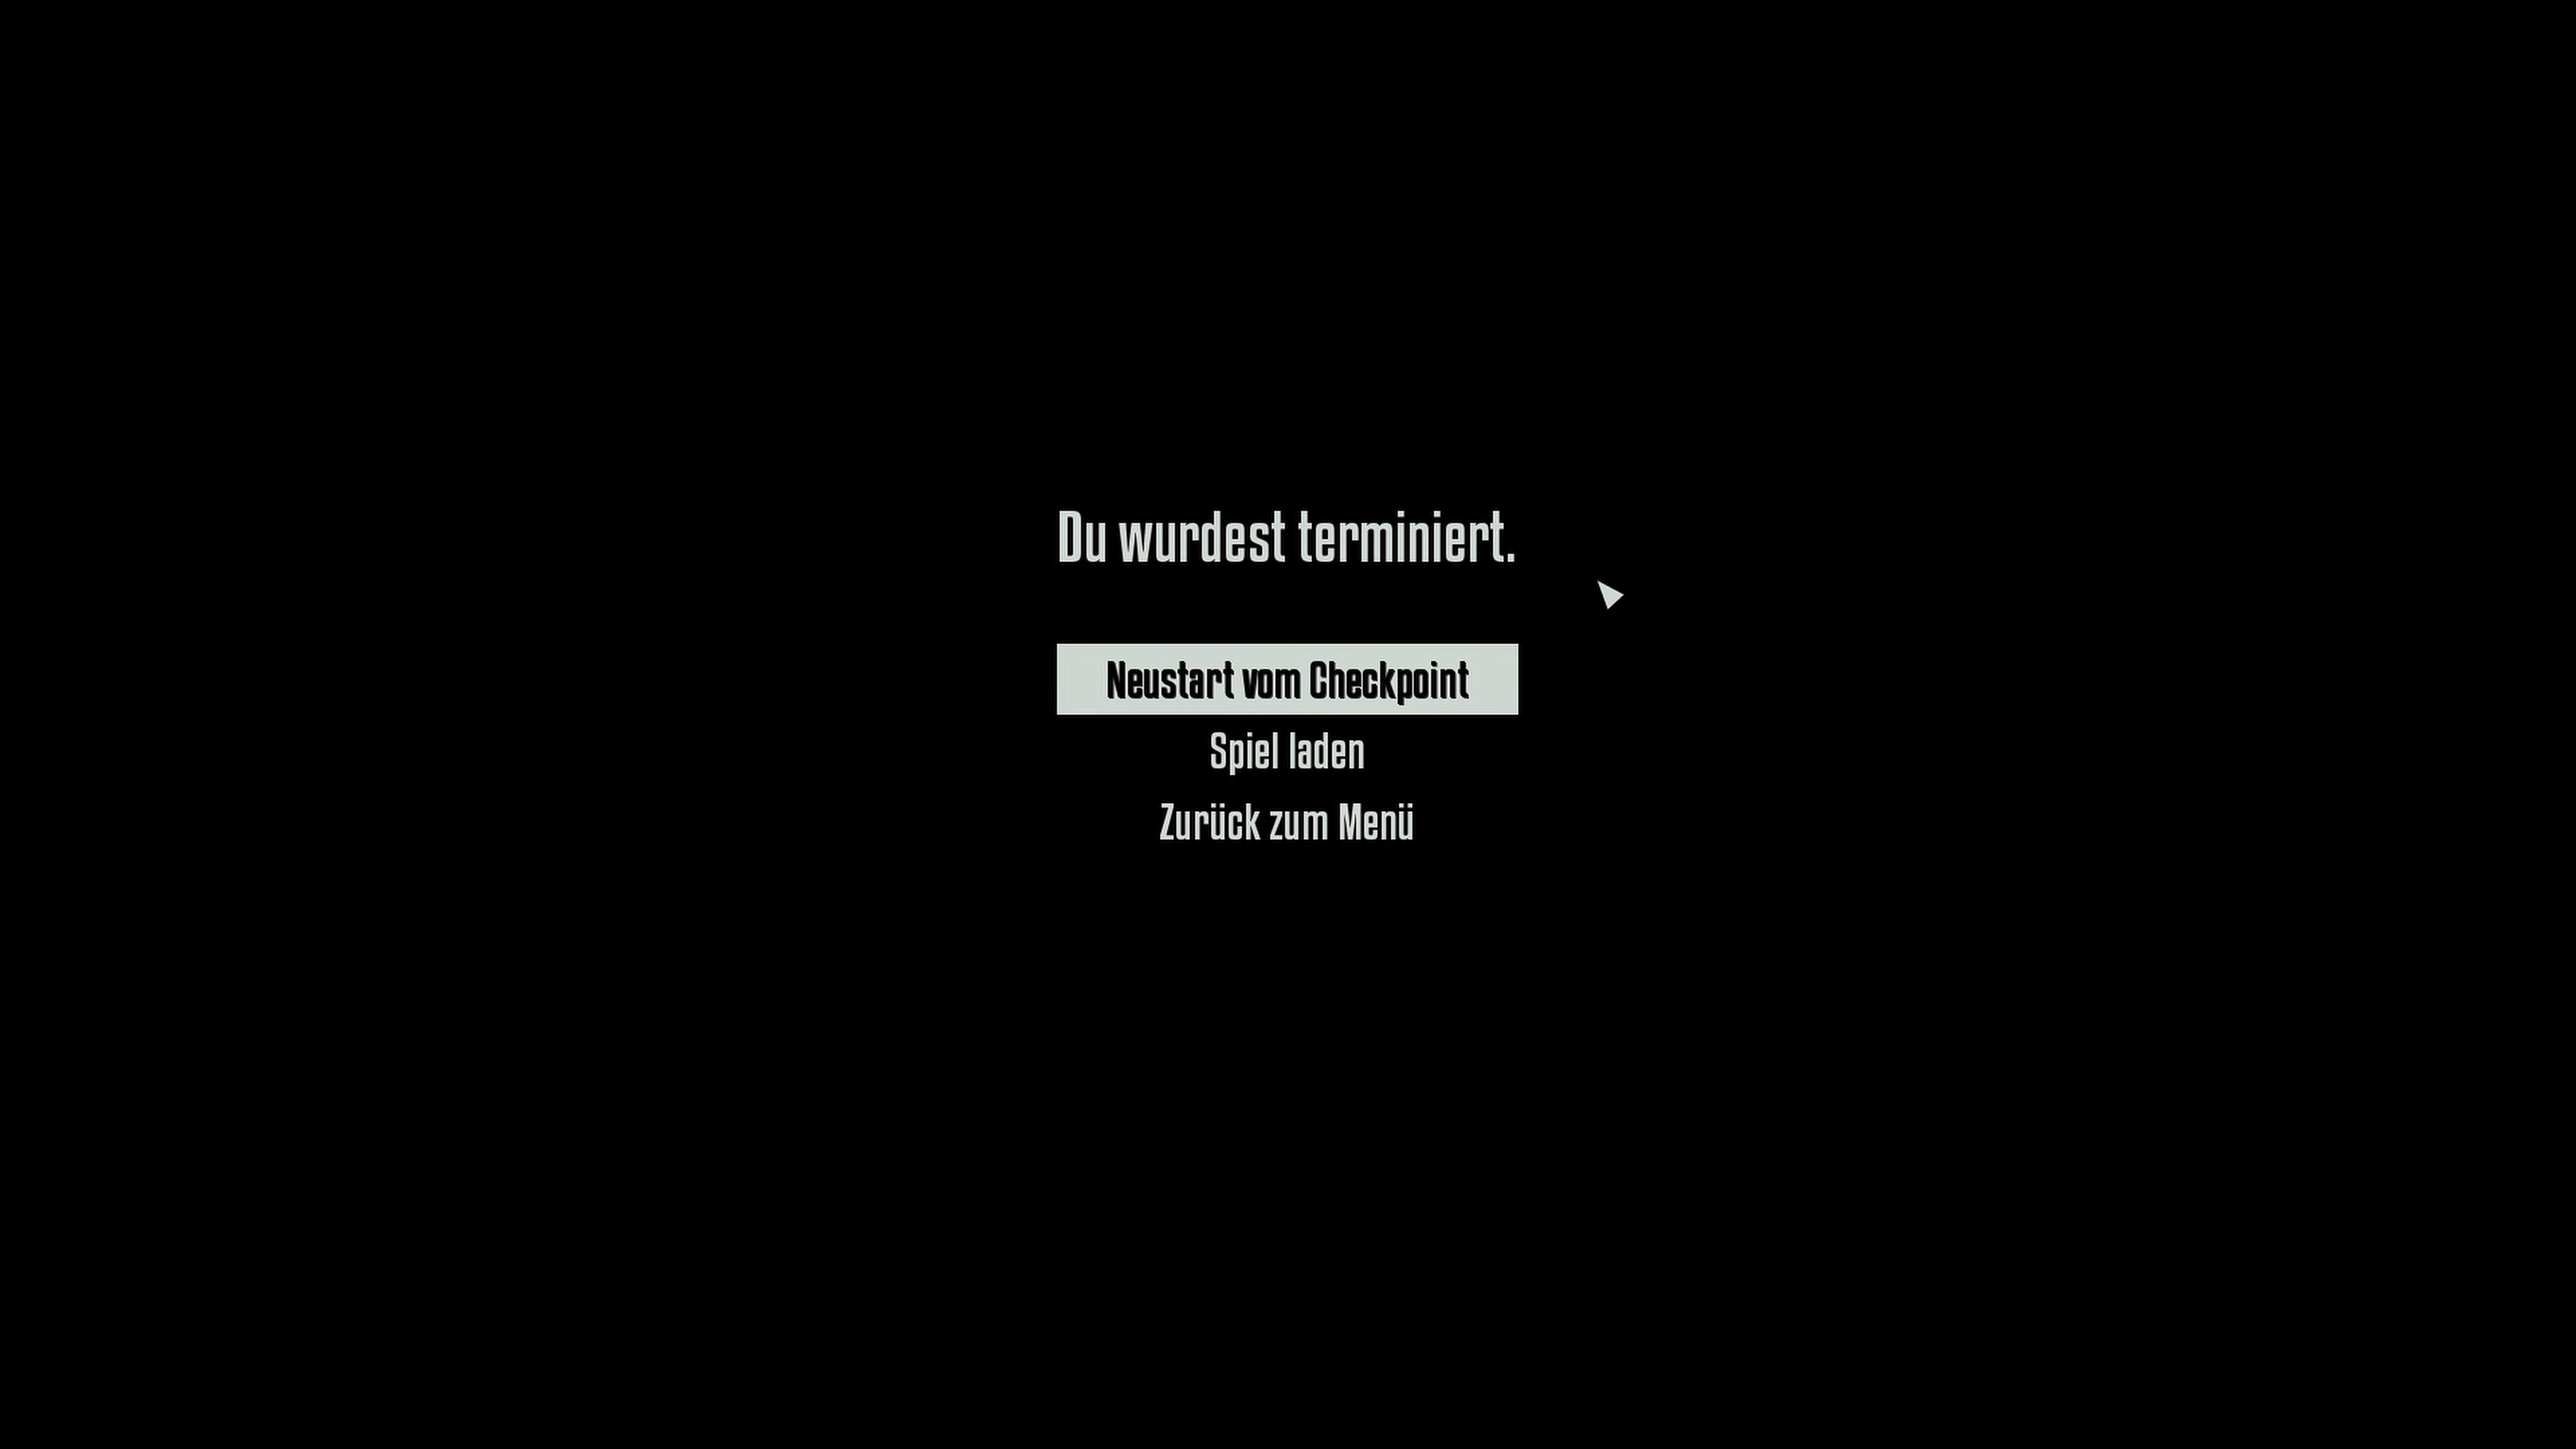 Du wurdest terminiert.
Neustart vom Checkpoint
Spiel laden
Zurück zum Menü